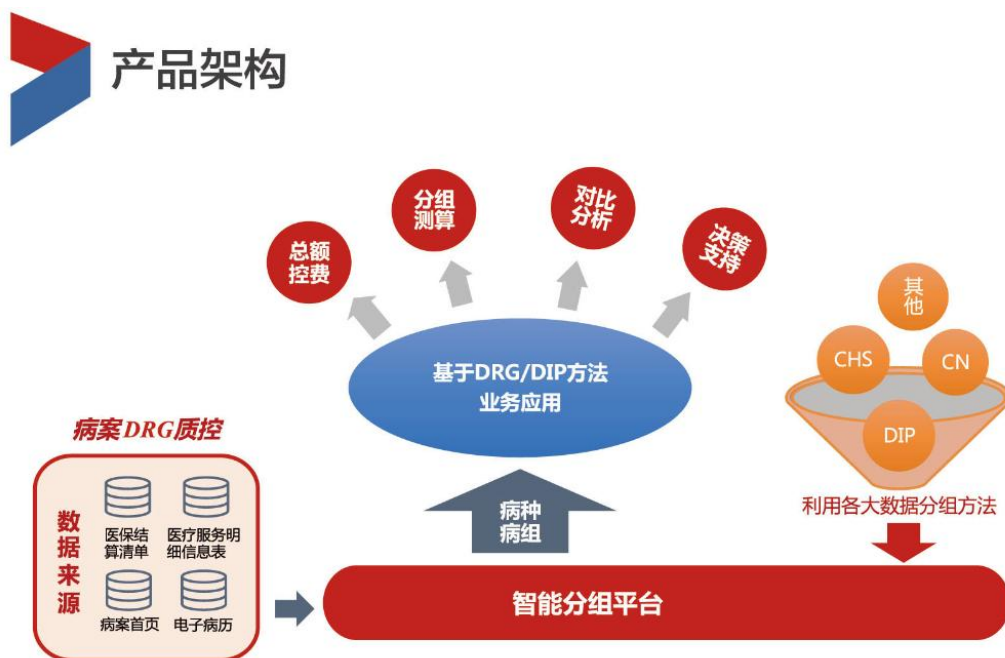 产品架构
总额
控费
分组
测算
对比
分析
决策
支持
其
他
CHS
CN
DIP
基于DRG/DIP方法
业务应用
利用各大数据分组方法
病案DRG质控
数据来源
医保结
算清单
医疗服务明
细信息表
病案首页
电子病历
病种
病组
智能分组平台